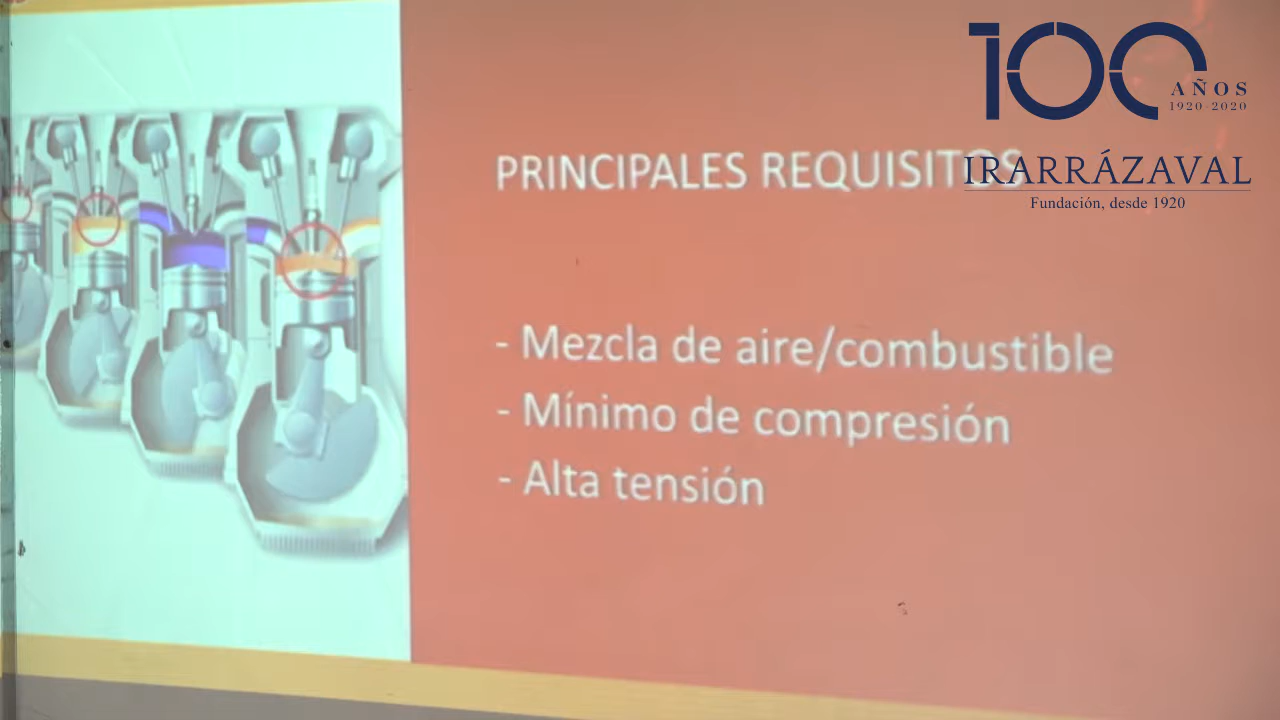 100
AÑOS
1920-2020
IRARRÁZAVAL
Fundación, desde 1920
PRINCIPALES REQUISITOS
- Mezcla de aire/combustible
- Mínimo de compresión
- Alta tensión